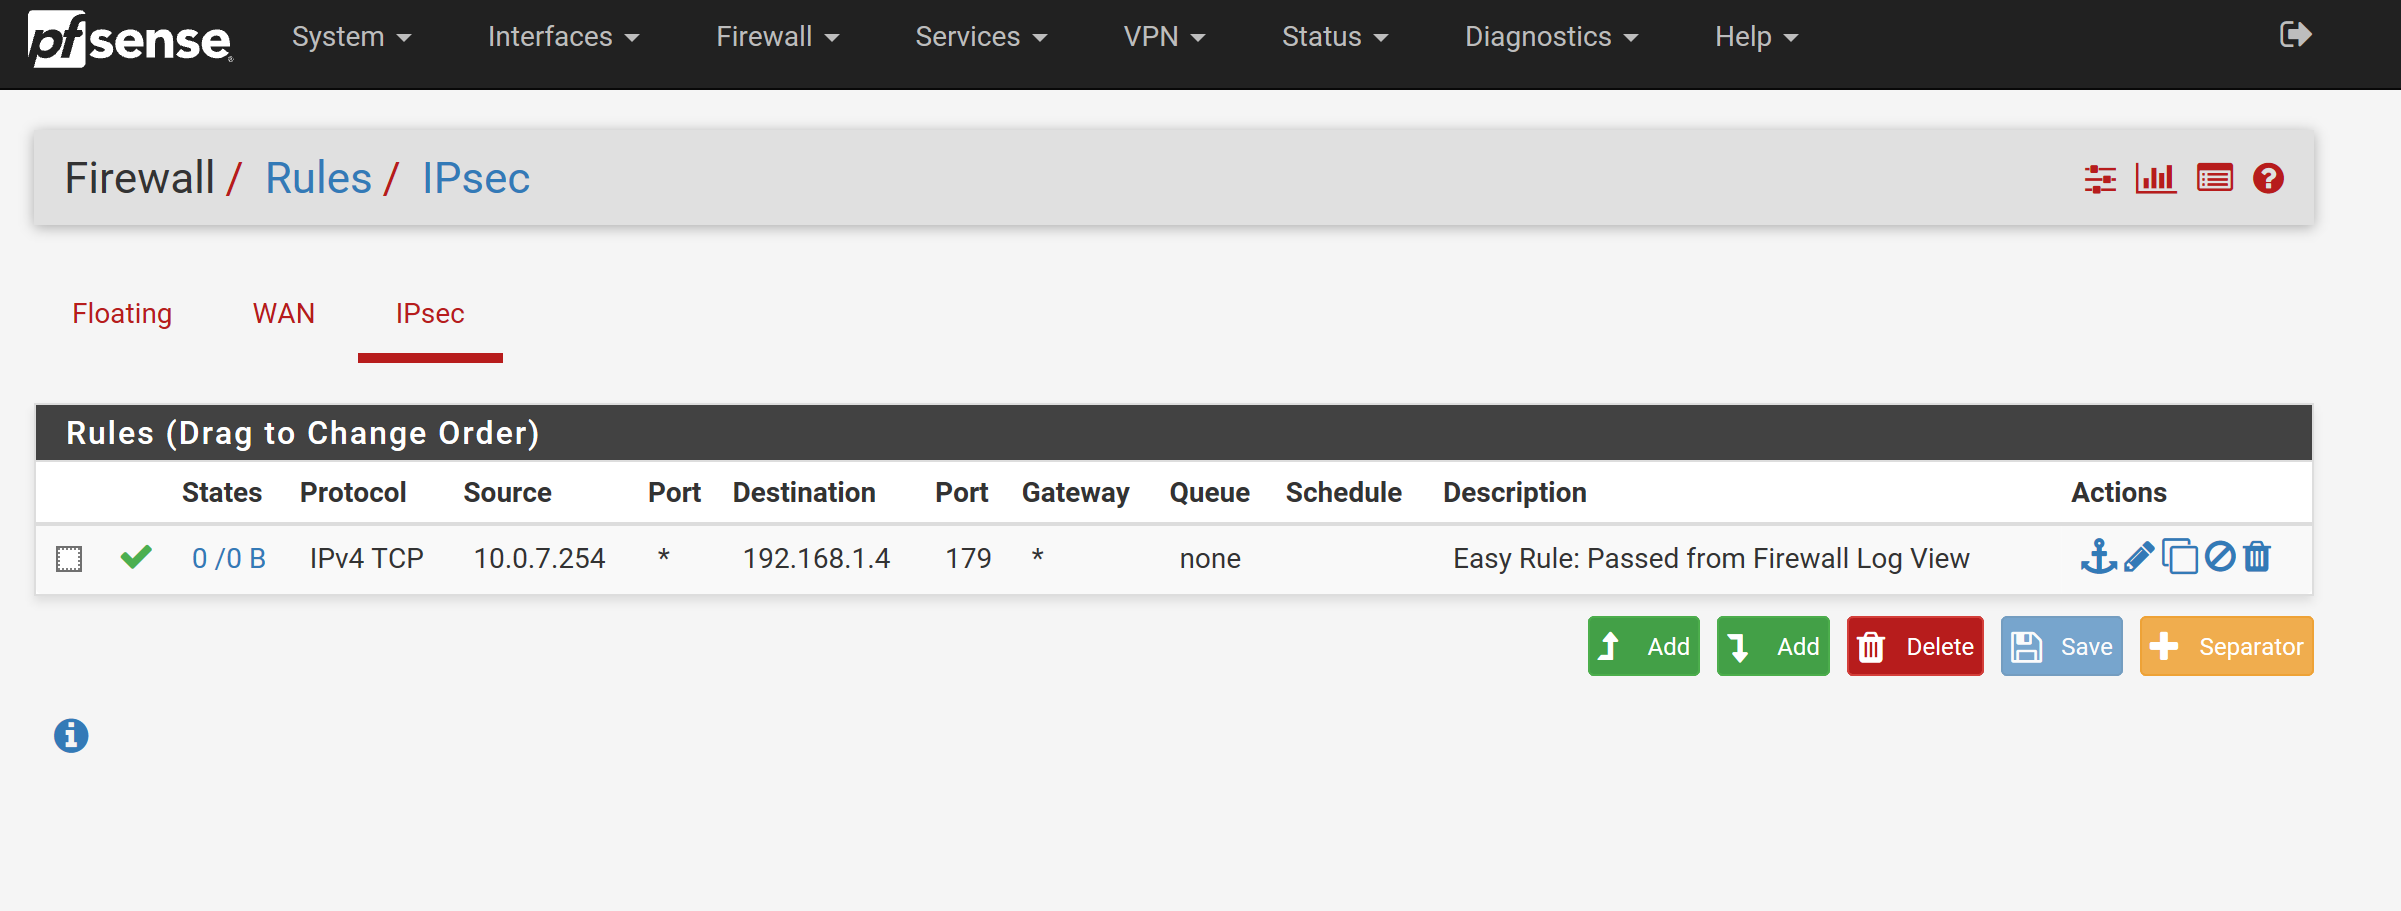 pfsense® System Interfaces Firewall Services VPN Status Diagnostics Help
Firewall / Rules / IPsec
Floating WAN IPsec
Rules (Drag to Change Order)
States Protocol Source Port Destination Port Gateway Queue Schedule Description Actions
0 /0 B IPv4 TCP 10.0.7.254 * 192.168.1.4 179 * none Easy Rule: Passed from Firewall Log View
Add Add Delete Save Separator